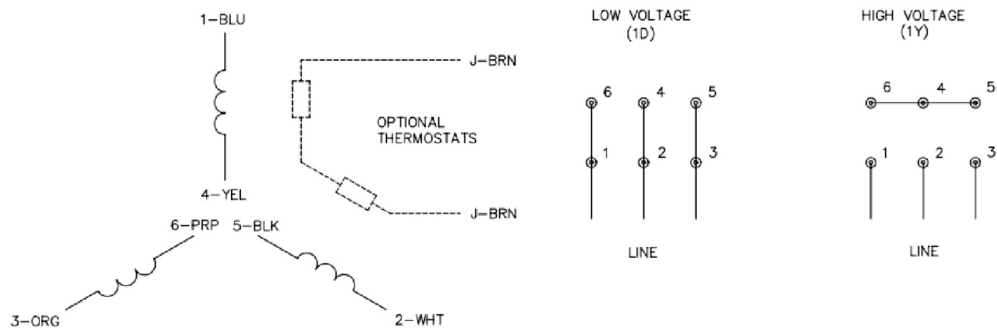 1-BLU
4-YEL
6-PRP 5-BLK
3-ORG
2-WHT
J-BRN
OPTIONAL
THERMOSTATS
J-BRN
LOW VOLTAGE
(1D)
6 4 5
1 2 3
LINE
HIGH VOLTAGE
(1Y)
6 4 5
1 2 3
LINE